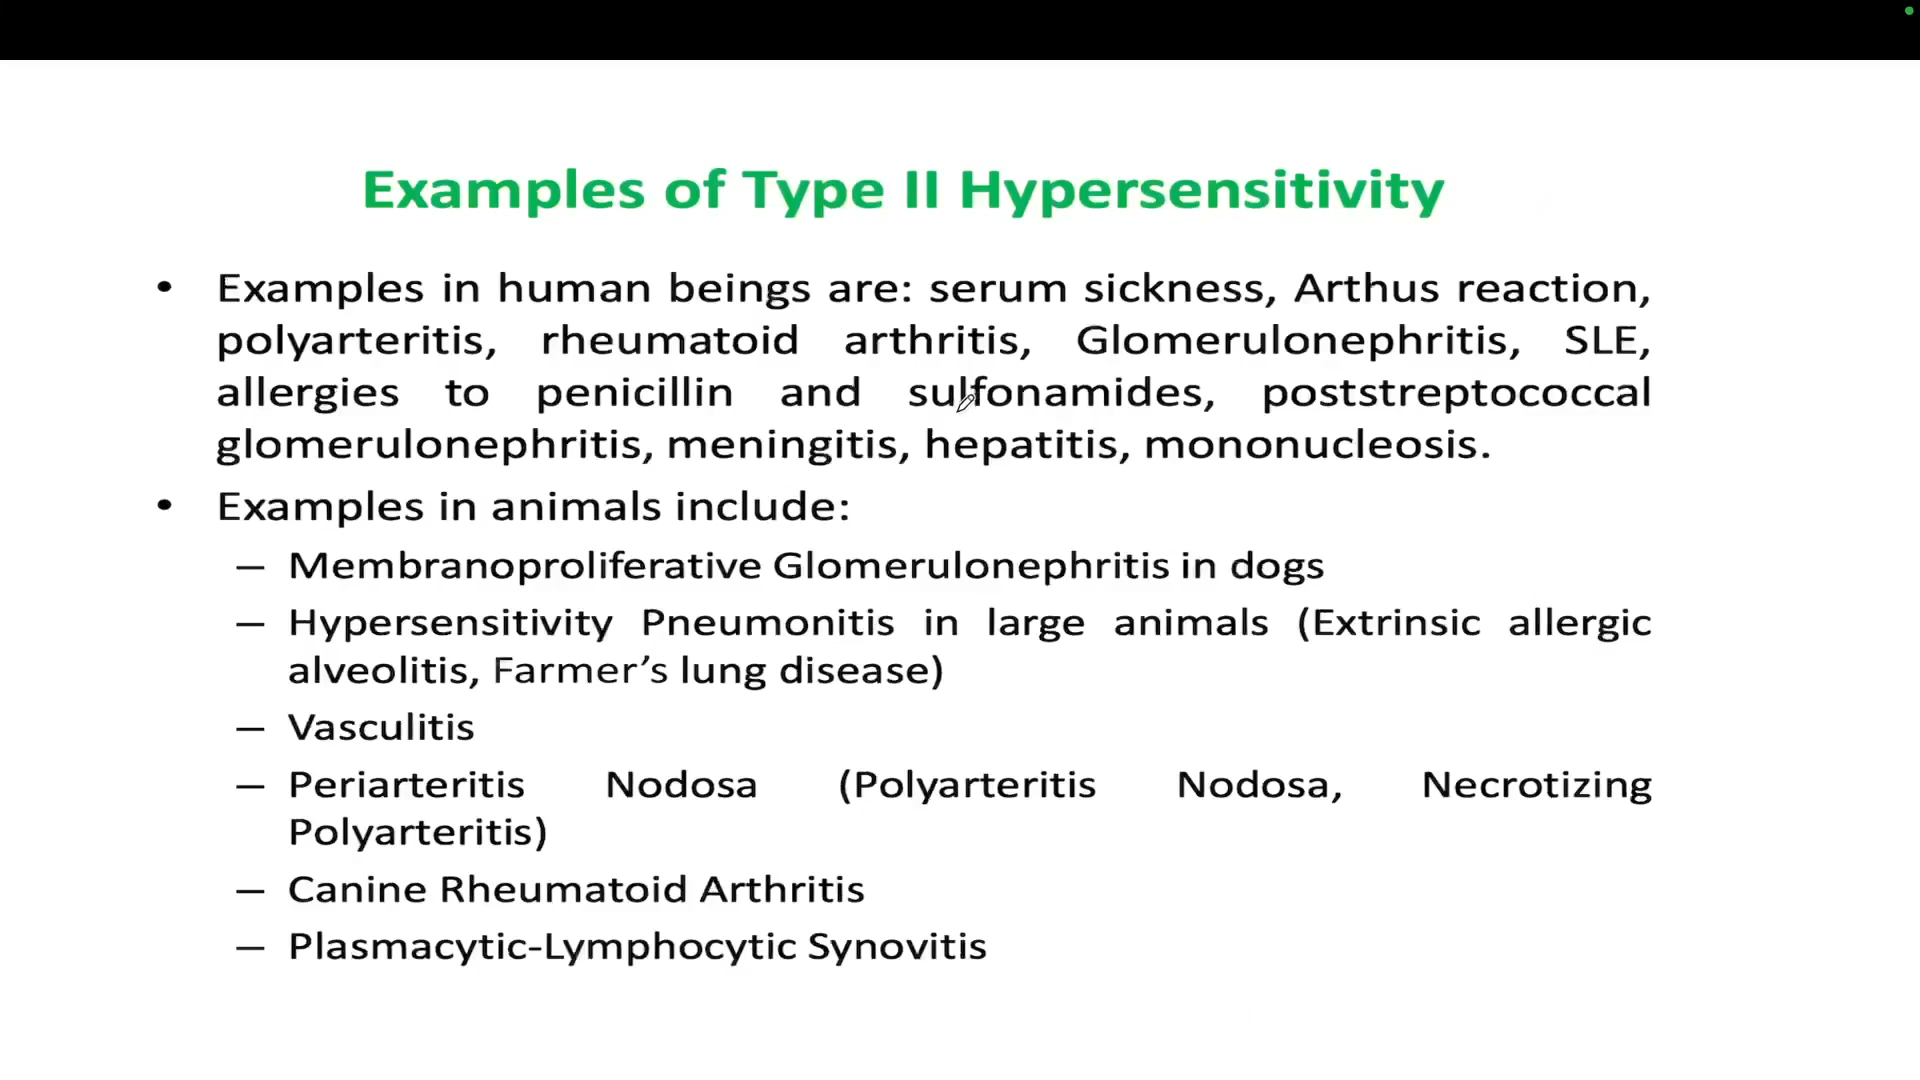 Examples of Type II Hypersensitivity
• Examples in human beings are: serum sickness, Arthus reaction,
polyarteritis, rheumatoid arthritis, Glomerulonephritis, SLE,
allergies to penicillin and sulfonamides, poststreptococcal
glomerulonephritis, meningitis, hepatitis, mononucleosis.
• Examples in animals include:
– Membranoproliferative Glomerulonephritis in dogs
– Hypersensitivity Pneumonitis in large animals (Extrinsic allergic
alveolitis, Farmer’s lung disease)
– Vasculitis
– Periarteritis Nodosa (Polyarteritis Nodosa, Necrotizing
Polyarteritis)
– Canine Rheumatoid Arthritis
– Plasmacytic-Lymphocytic Synovitis